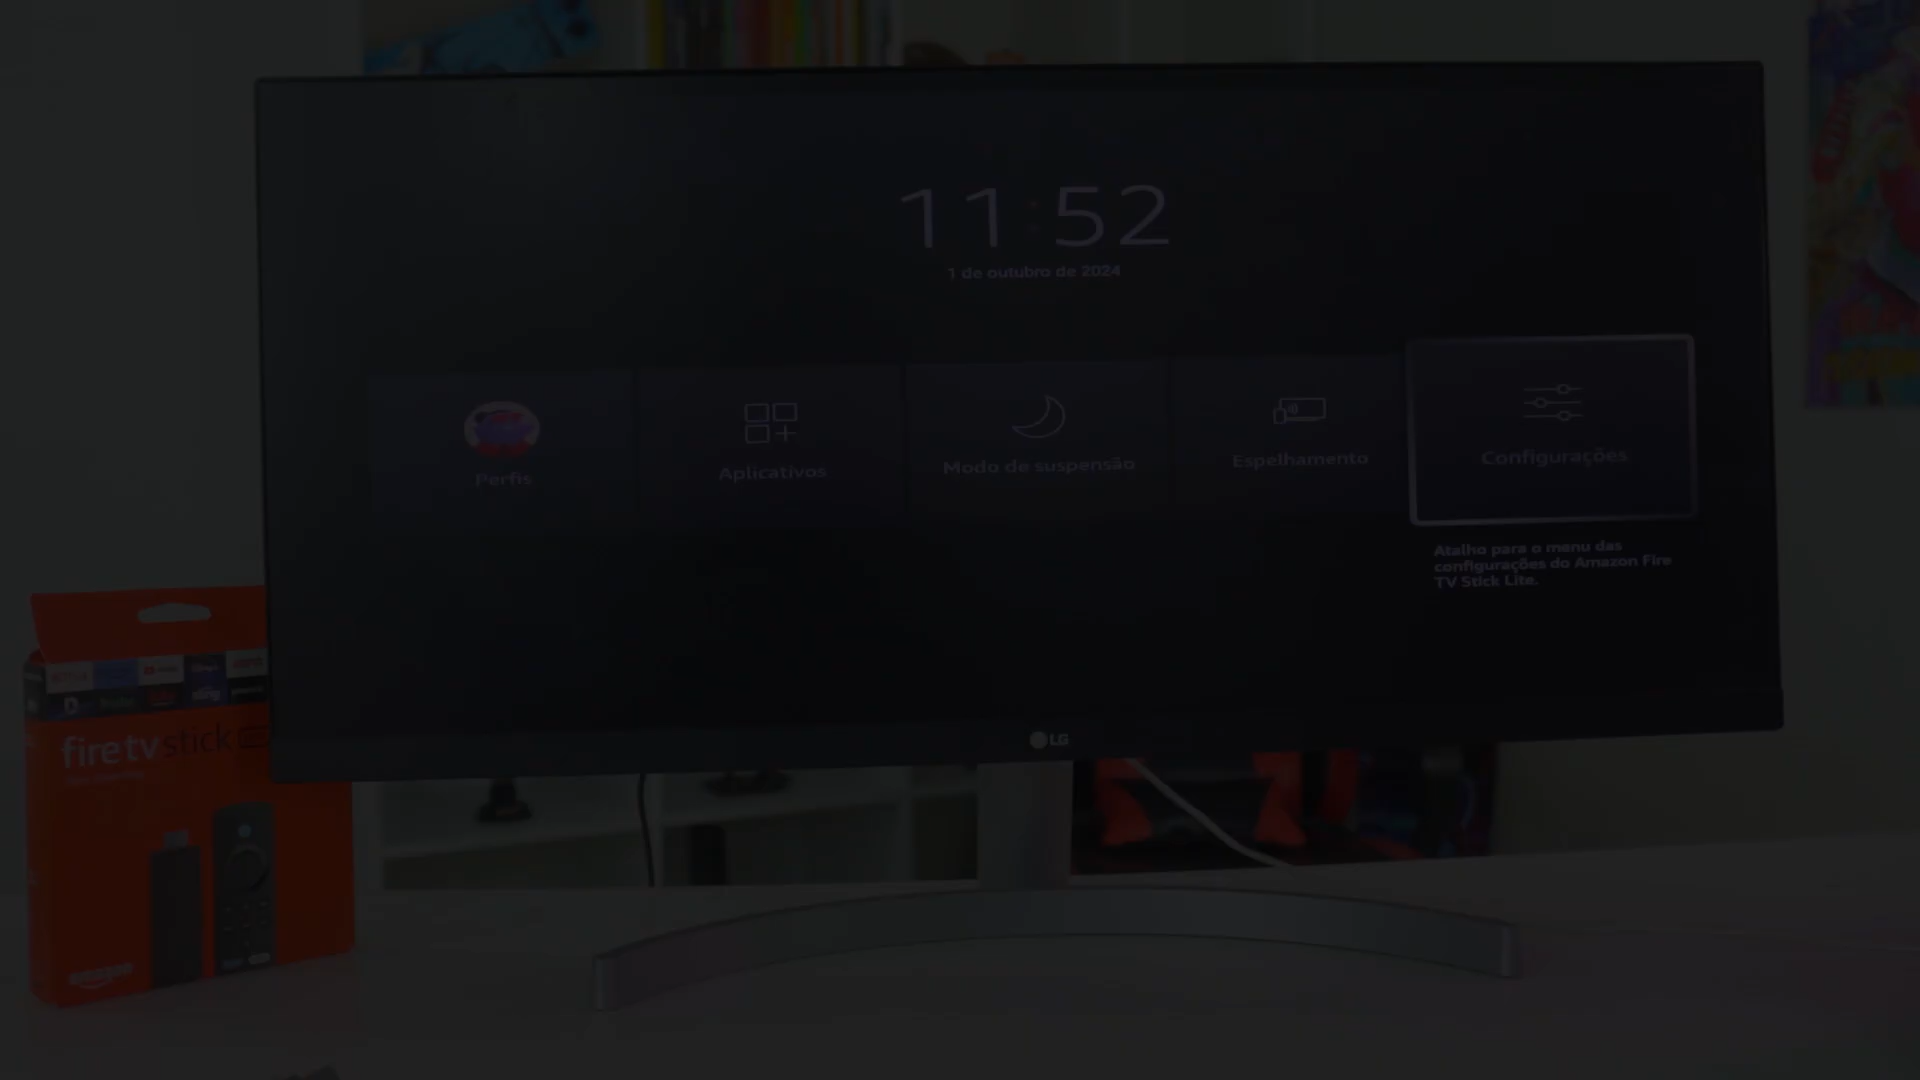 11:52
1 de outubro de 2024
Perfis
Aplicativos
Modo de suspensão
Espelhamento
Configurações
Atalho para o menu das
configurações do Amazon Fire
TV Stick Lite.
LG
fire tv stick
amazon